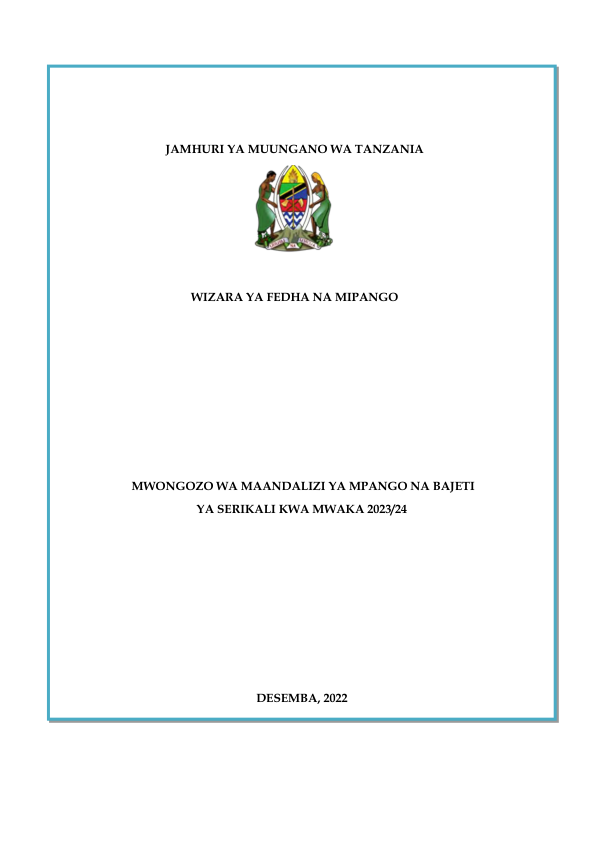 JAMHURI YA MUUNGANO WA TANZANIA
WIZARA YA FEDHA NA MIPANGO
MWONGOZO WA MAANDALIZI YA MPANGO NA BAJETI
YA SERIKALI KWA MWAKA 2023/24
DESEMBA, 2022